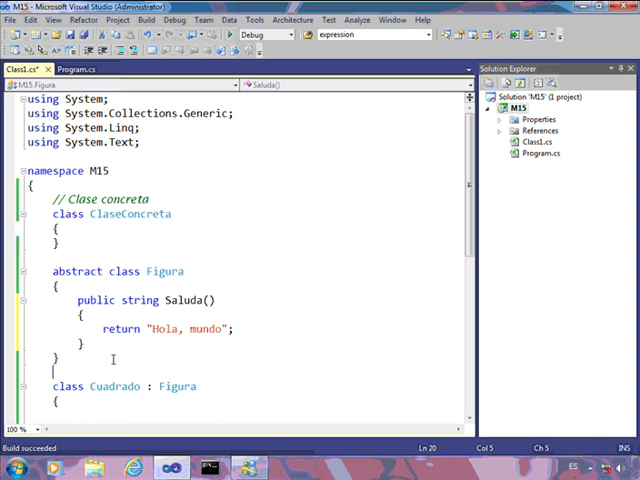 M15 - Microsoft Visual Studio (Administrator)
File Edit View Refactor Project Build Debug Team Data Tools Architecture Test Analyze Window Help
Debug expression
Class1.cs* Program.cs
M15.Figura Saluda()
using System;
using System.Collections.Generic;
using System.Linq;
using System.Text;
namespace M15
{
// Clase concreta
class ClaseConcreta
{
}
abstract class Figura
{
public string Saluda()
{
return "Hola, mundo";
}
}
class Cuadrado : Figura
{
100 %
Solution Explorer
Solution 'M15' (1 project)
M15
Properties
References
Class1.cs
Program.cs
Build succeeded Ln 20 Col 5 Ch 5 INS
ES